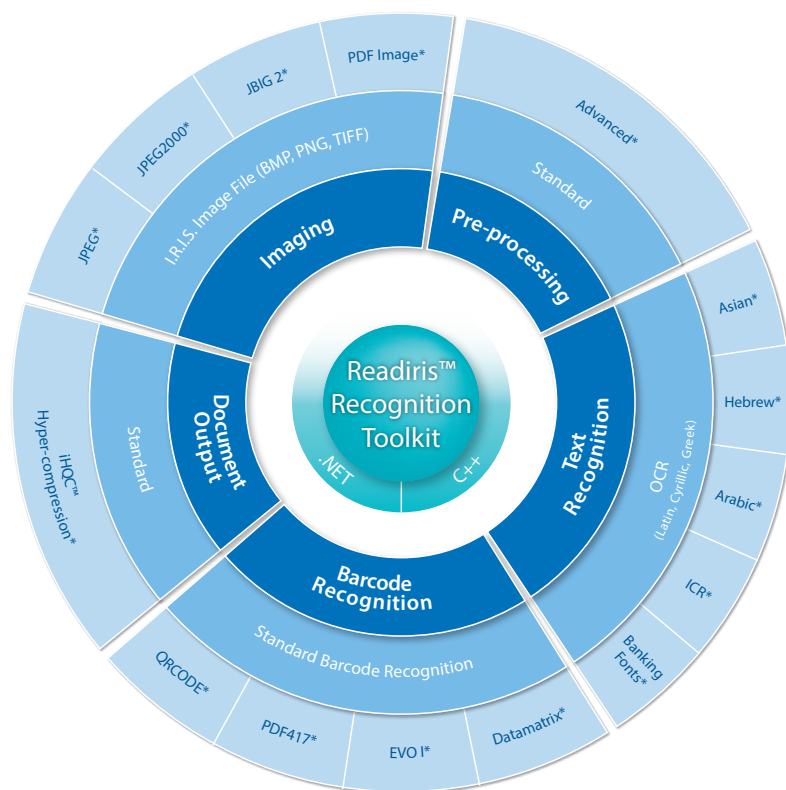 Readiris™
Recognition
Toolkit
.NET
C++
Imaging
I.R.I.S. Image File (BMP, PNG, TIFF)
JPEG*
JPEG2000*
JBIG 2*
PDF Image*
Pre-processing
Standard
Advanced*
Text
Recognition
OCR
(Latin, Cyrillic, Greek)
Asian*
Hebrew*
Arabic*
ICR*
Banking
Fonts*
Barcode
Recognition
Standard Barcode Recognition
Datamatrix*
EVO I*
PDF417*
QRCODE*
Document
Output
Standard
iHQC™
Hyper-compression*